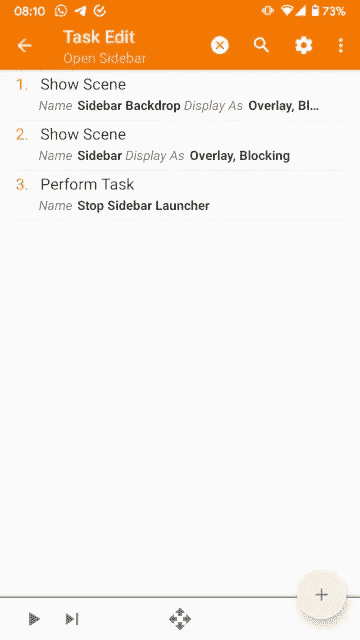 08:10 73%
Task Edit
Open Sidebar
1. Show Scene
Name Sidebar Backdrop Display As Overlay, Bl...
2. Show Scene
Name Sidebar Display As Overlay, Blocking
3. Perform Task
Name Stop Sidebar Launcher